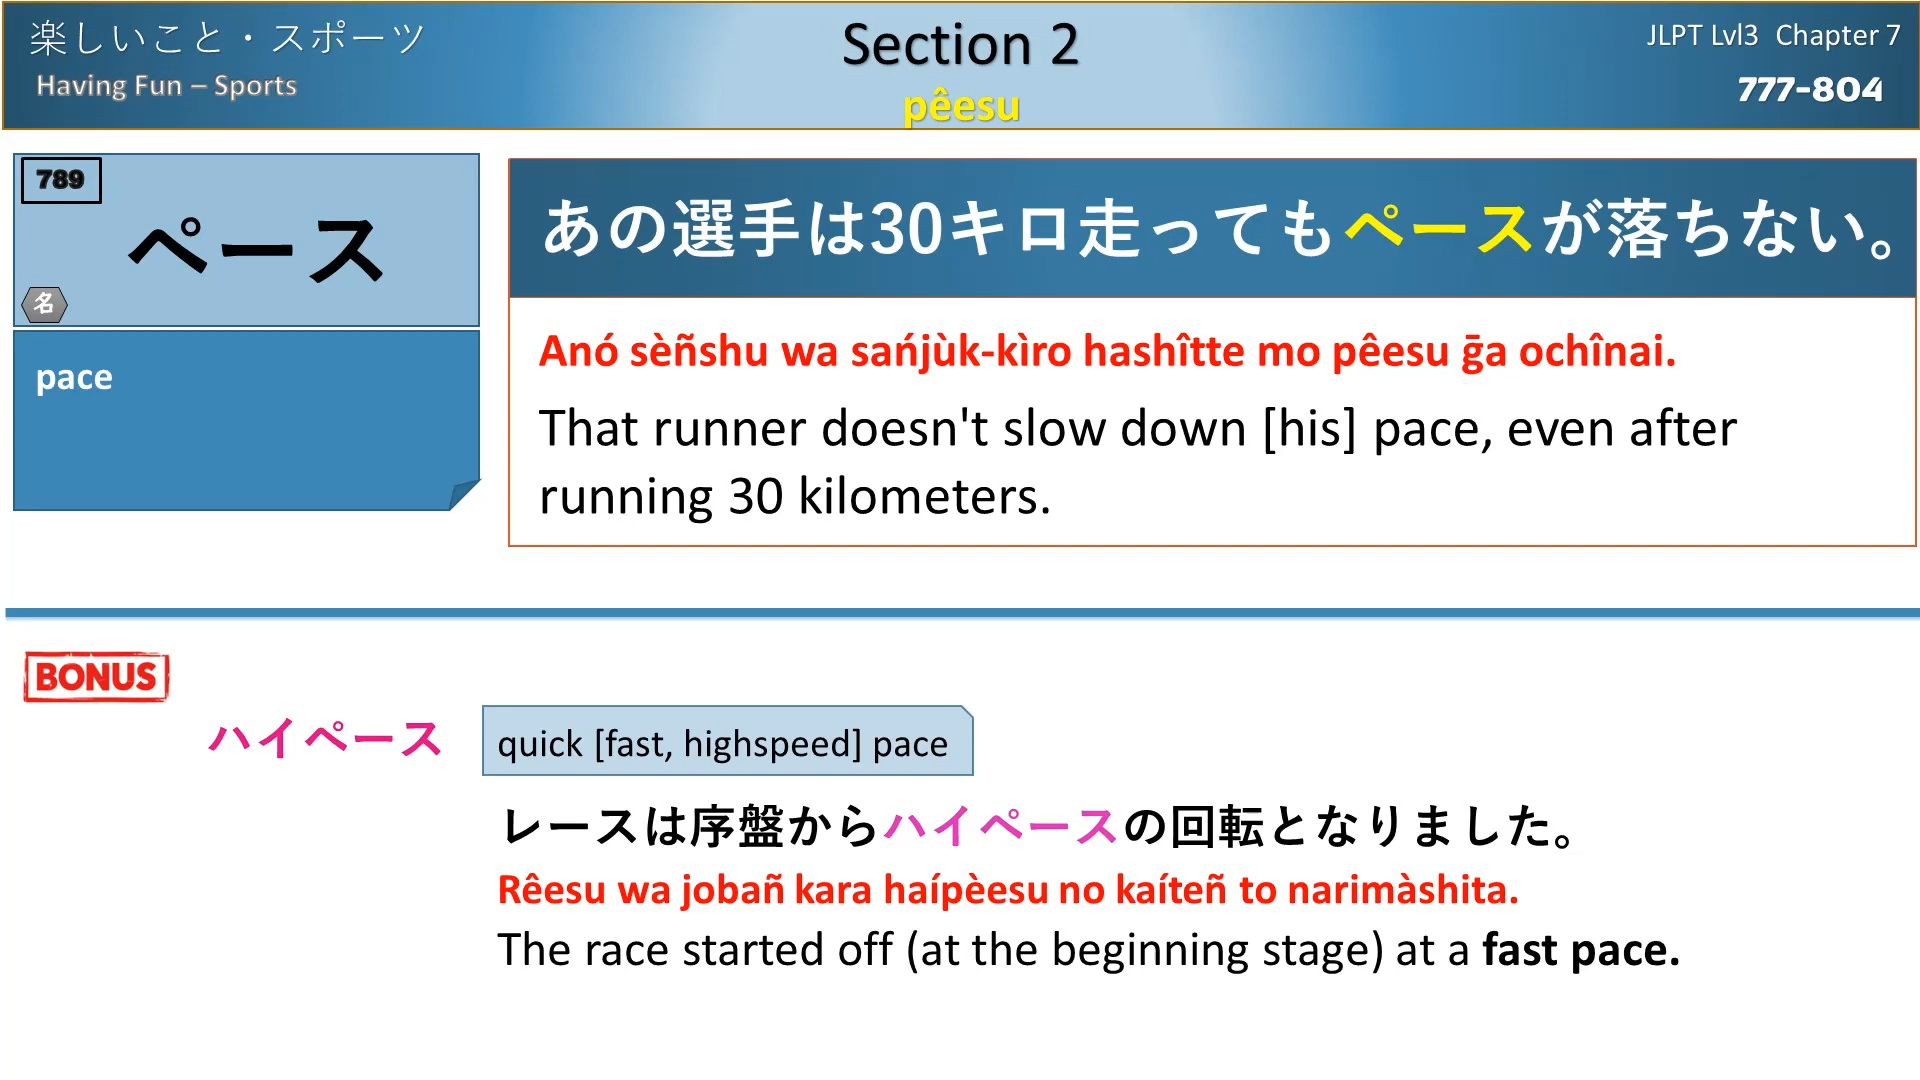 楽しいこと・スポーツ
Having Fun – Sports
Section 2
pêesu
JLPT Lvl3 Chapter 7
777-804
789
ペース
名
pace
あの選手は30キロ走ってもペースが落ちない。
Anó sèñshu wa sańjùk-kìro hashîtte mo pêesu ḡa ochînai.
That runner doesn't slow down [his] pace, even after
running 30 kilometers.
BONUS
ハイペース
quick [fast, highspeed] pace
レースは序盤からハイペースの回転となりました。
Rêesu wa jobañ kara haípèesu no kaíteñ to narimàshita.
The race started off (at the beginning stage) at a fast pace.